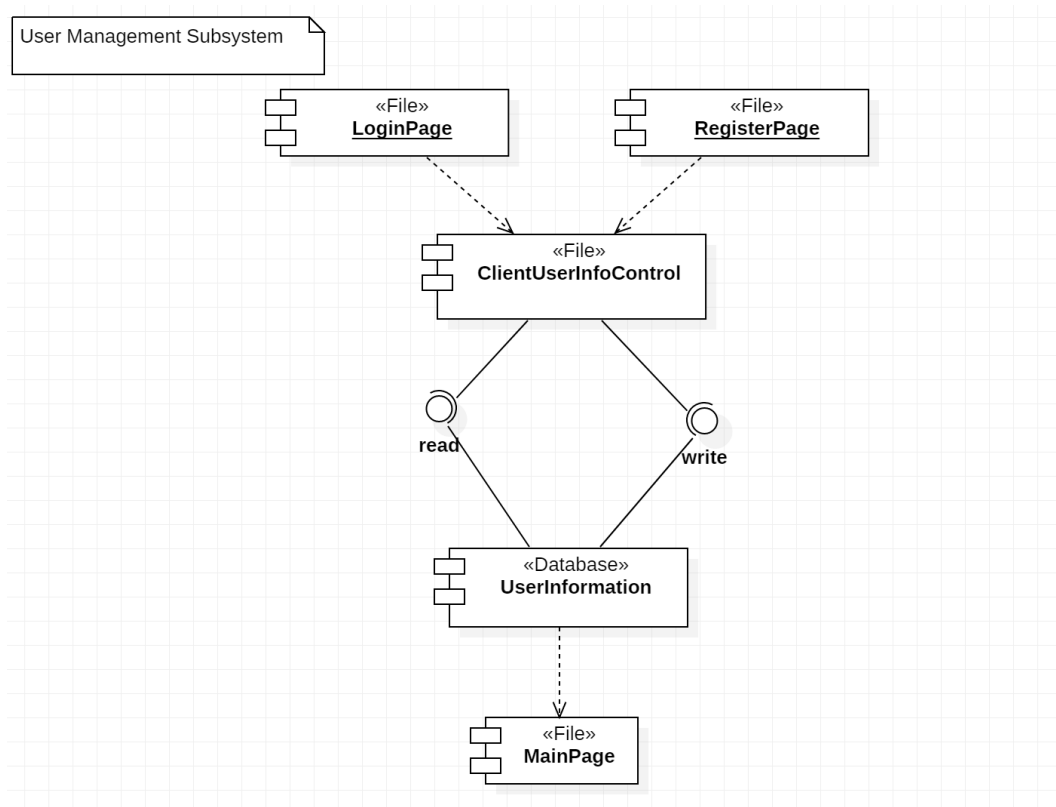 User Management Subsystem
«File»
LoginPage
«File»
RegisterPage
«File»
ClientUserInfoControl
read
write
«Database»
UserInformation
«File»
MainPage